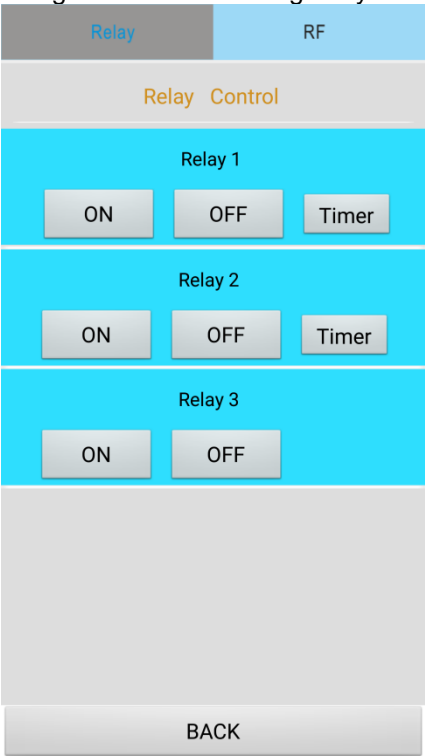 Relay RF
Relay Control
Relay 1
ON OFF Timer
Relay 2
ON OFF Timer
Relay 3
ON OFF
BACK